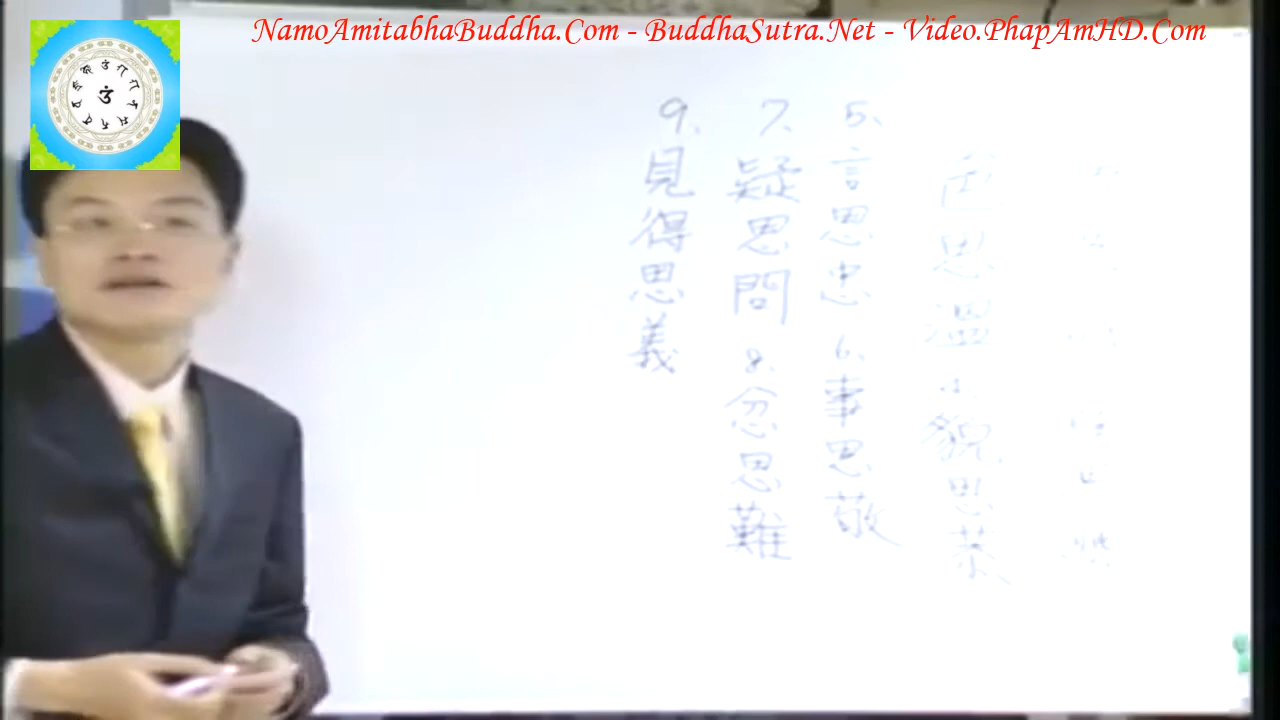 NamoAmitabhaBuddha.Com - BuddhaSutra.Net - Video.PhapAmHD.Com
色思溫
貌思恭
5、言思忠 6、事思敬
7、疑思問 8、忿思難
9、見得思義